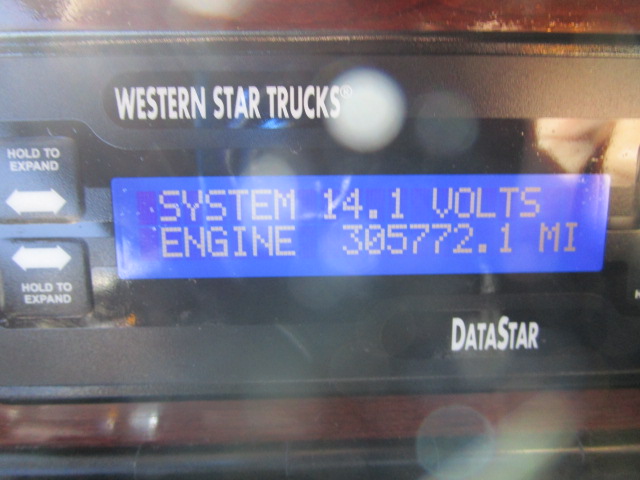 WESTERN STAR TRUCKS®
HOLD TO
EXPAND
SYSTEM 14.1 VOLTS
ENGINE 305772.1 MI
HOLD TO
EXPAND
DATASTAR